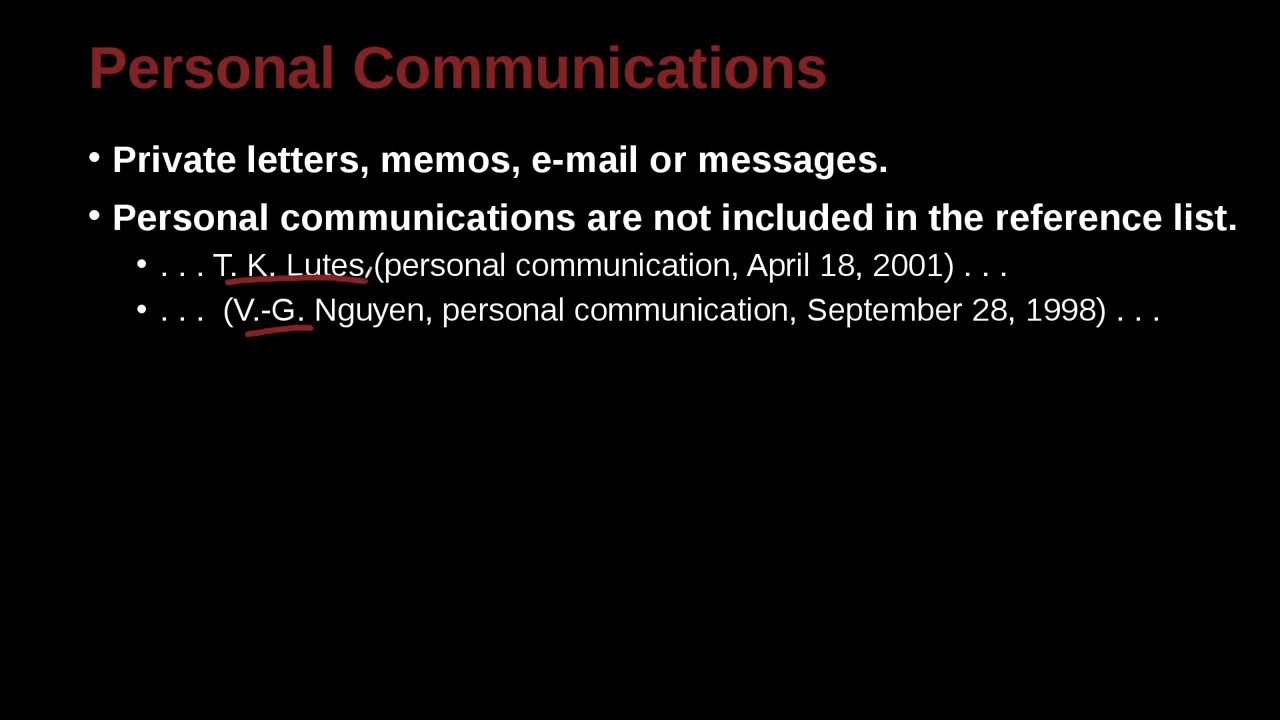 Personal Communications
• Private letters, memos, e-mail or messages.
• Personal communications are not included in the reference list.
• . . . T. K. Lutes (personal communication, April 18, 2001) . . .
• . . . (V.-G. Nguyen, personal communication, September 28, 1998) . . .